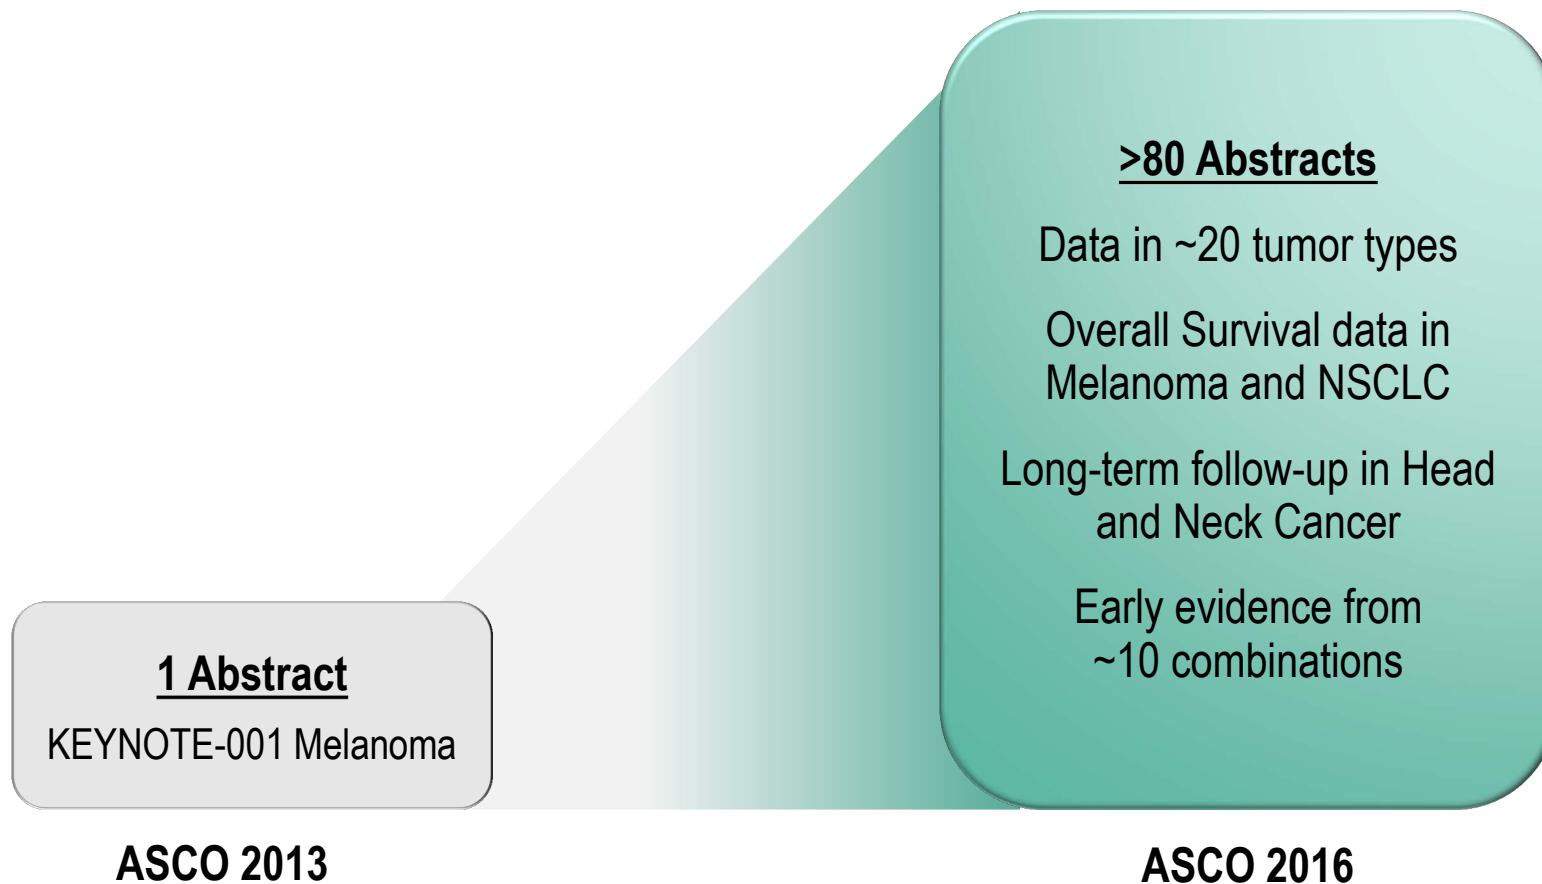 1 Abstract
KEYNOTE-001 Melanoma
ASCO 2013
>80 Abstracts
Data in ~20 tumor types
Overall Survival data in
Melanoma and NSCLC
Long-term follow-up in Head
and Neck Cancer
Early evidence from
~10 combinations
ASCO 2016